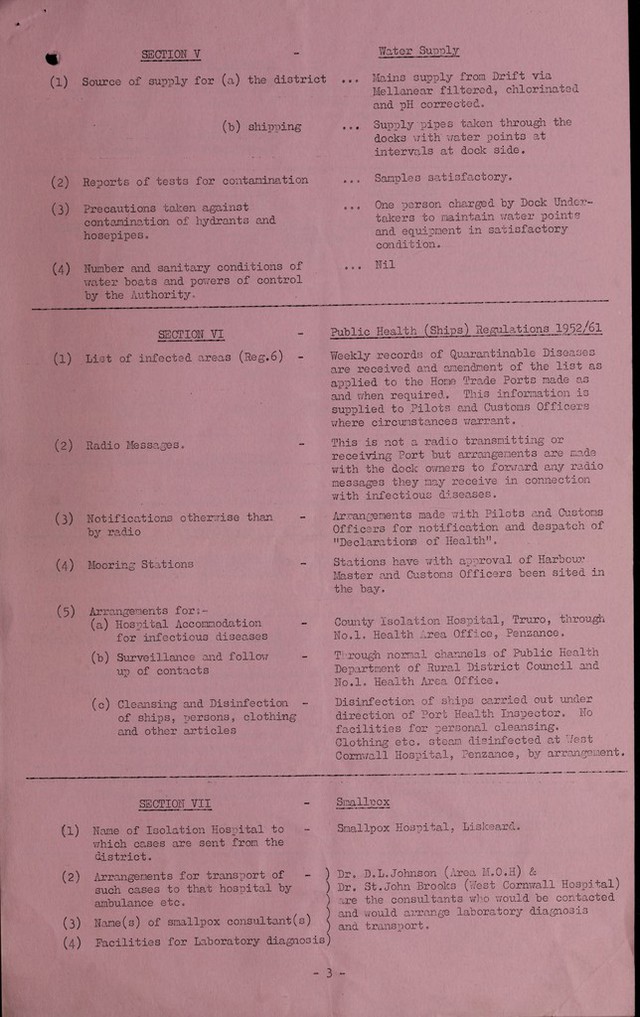 SECTION V - Water Supply
(1) Source of supply for (a) the district ... Mains supply from Drift via
Mellanear filtered, chlorinated
and pH corrected.
(b) shipping ... Supply pipes taken through the
docks with water points at
intervals at dock side.
(2) Reports of tests for contamination ... Samples satisfactory.
(3) Precautions taken against ... One person charged by Dock Under-
contamination of hydrants and takers to maintain water points
hosepipes. and equipment in satisfactory
condition.
(4) Number and sanitary conditions of ... Nil
water boats and powers of control
by the Authority.
SECTION VI - Public Health (Ships) Regulations 1952/61
(1) List of infected areas (Reg.6) - Weekly records of Quarantinable Diseases
are received and amendment of the list as
applied to the Home Trade Ports made as
and when required. This information is
supplied to Pilots and Customs Officers
where circumstances warrant.
(2) Radio Messages. - This is not a radio transmitting or
receiving Port but arrangements are made
with the dock owners to forward any radio
messages they may receive in connection
with infectious diseases.
(3) Notifications otherwise than - Arrangements made with Pilots and Customs
by radio Officers for notification and despatch of
"Declarations of Health".
(4) Mooring Stations - Stations have with approval of Harbour
Master and Customs Officers been sited in
the bay.
(5) Arrangements for:-
(a) Hospital Accommodation - County Isolation Hospital, Truro, through
for infectious diseases No.1. Health Area Office, Penzance.
(b) Surveillance and follow - Through normal channels of Public Health
up of contacts Department of Rural District Council and
No.1. Health Area Office.
(c) Cleansing and Disinfection - Disinfection of ships carried out under
of ships, persons, clothing direction of Port Health Inspector. No
and other articles facilities for personal cleansing.
Clothing etc. steam disinfected at West
Cornwall Hospital, Penzance, by arrangement.
SECTION VII - Smallpox
(1) Name of Isolation Hospital to - Smallpox Hospital, Liskeard.
which cases are sent from the
district.
(2) Arrangements for transport of - ) Dr. D.L.Johnson (Area M.O.H) &
such cases to that hospital by ) Dr. St.John Brooks (West Cornwall Hospital)
ambulance etc. ) are the consultants who would be contacted
(3) Name(s) of smallpox consultant(s) ) and would arrange laboratory diagnosis
) and transport.
(4) Facilities for Laboratory diagnosis)
- 3 -